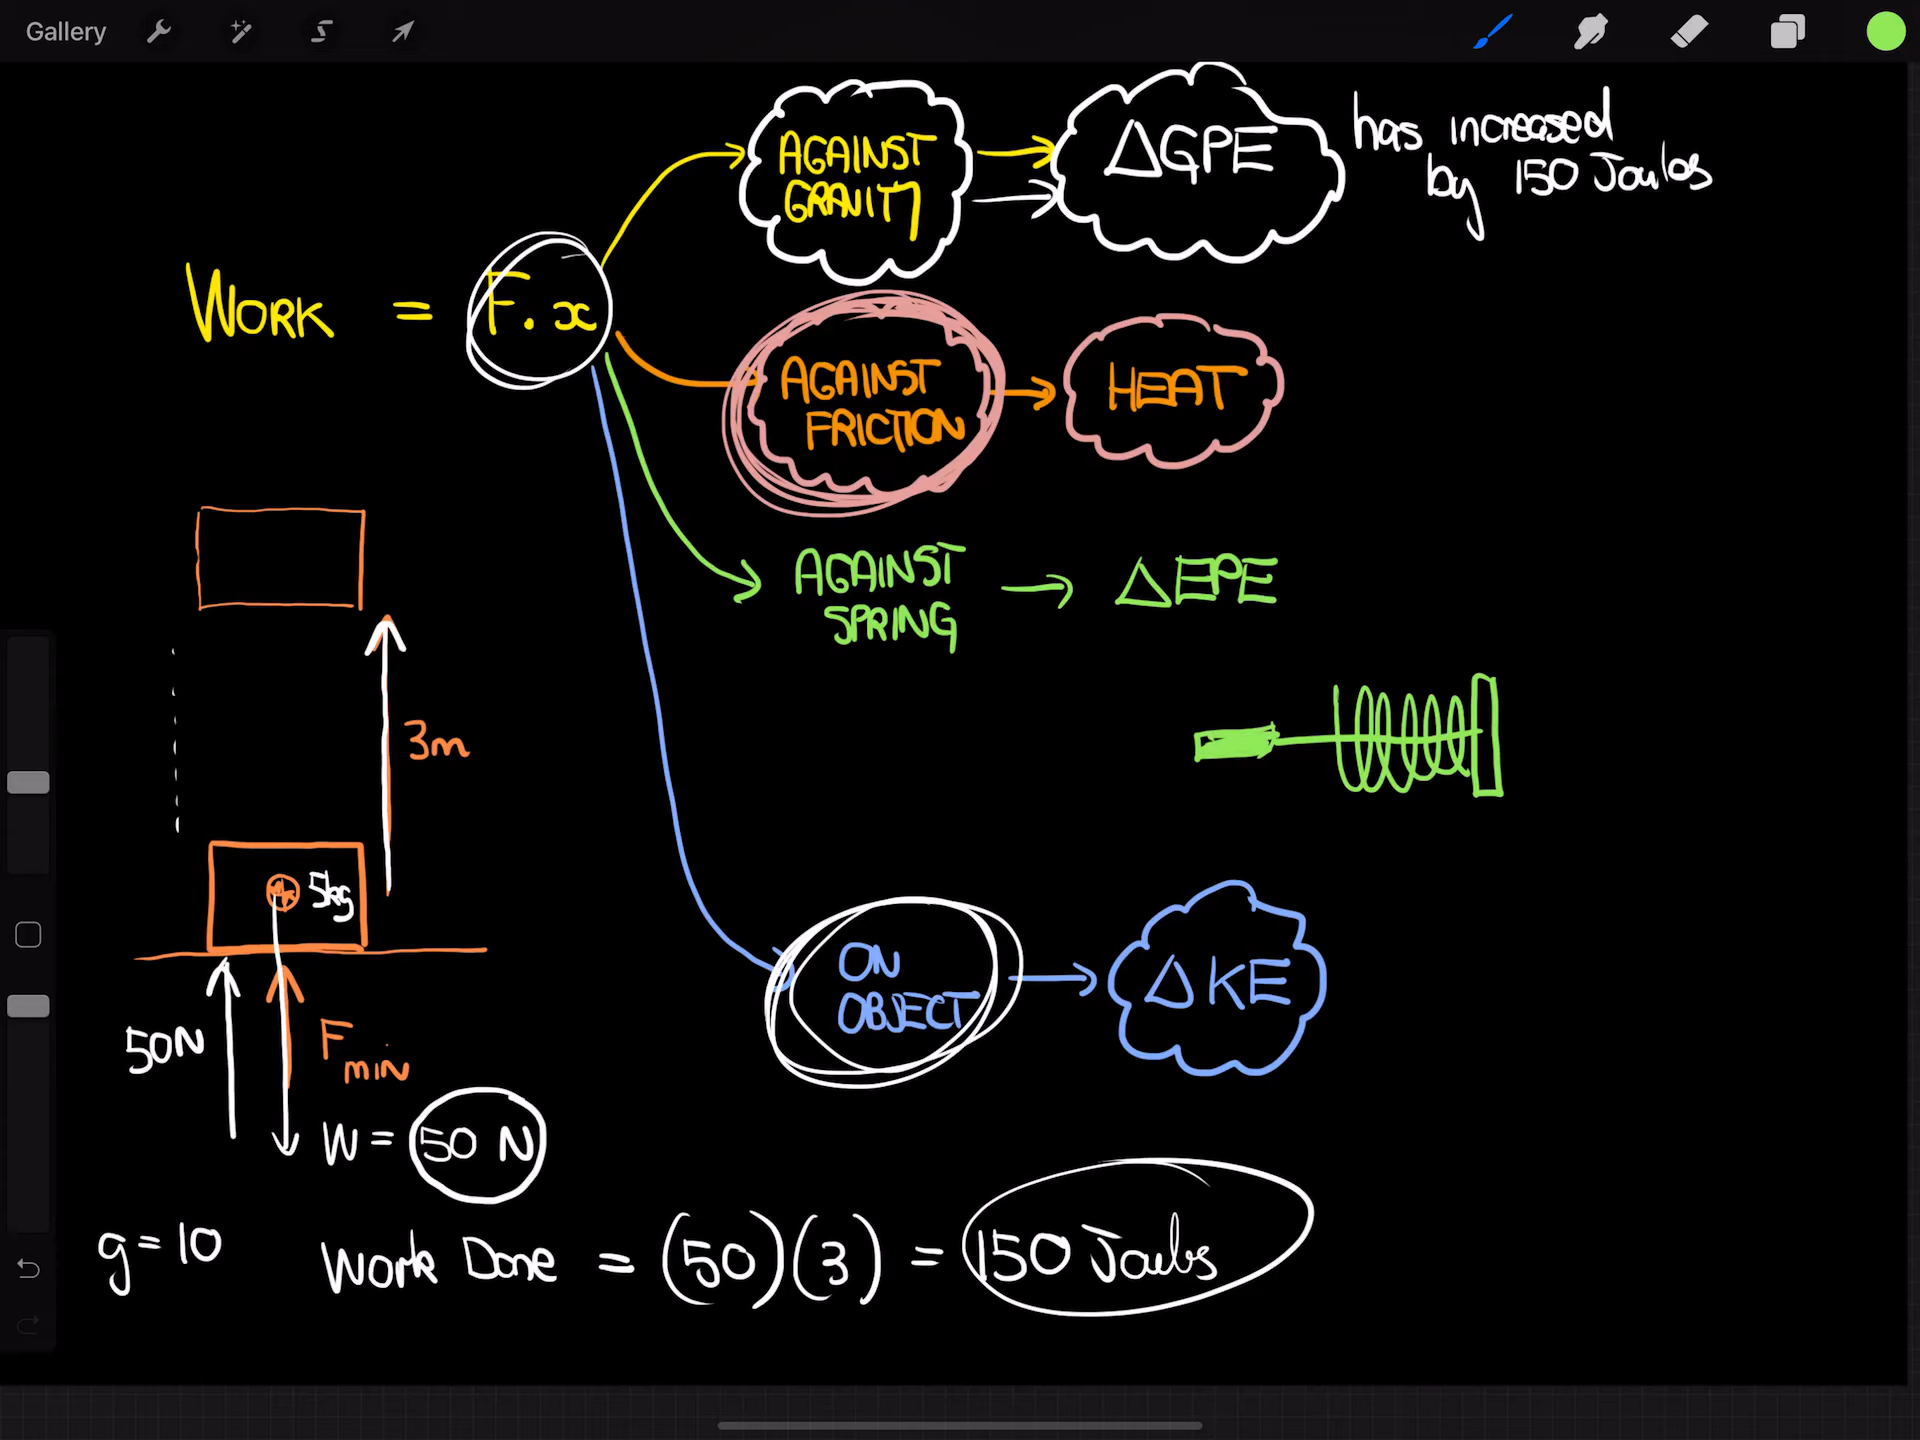 Gallery
AGAINST
GRAVITY
ΔGPE
has increased
by 150 Joules
WORK = F.x
AGAINST
FRICTION
HEAT
AGAINST
SPRING
ΔEPE
3m
5kg
ON
OBJECT
ΔKE
50N
Fmin
W = 50 N
g=10
Work Done = (50)(3) = 150 Joules